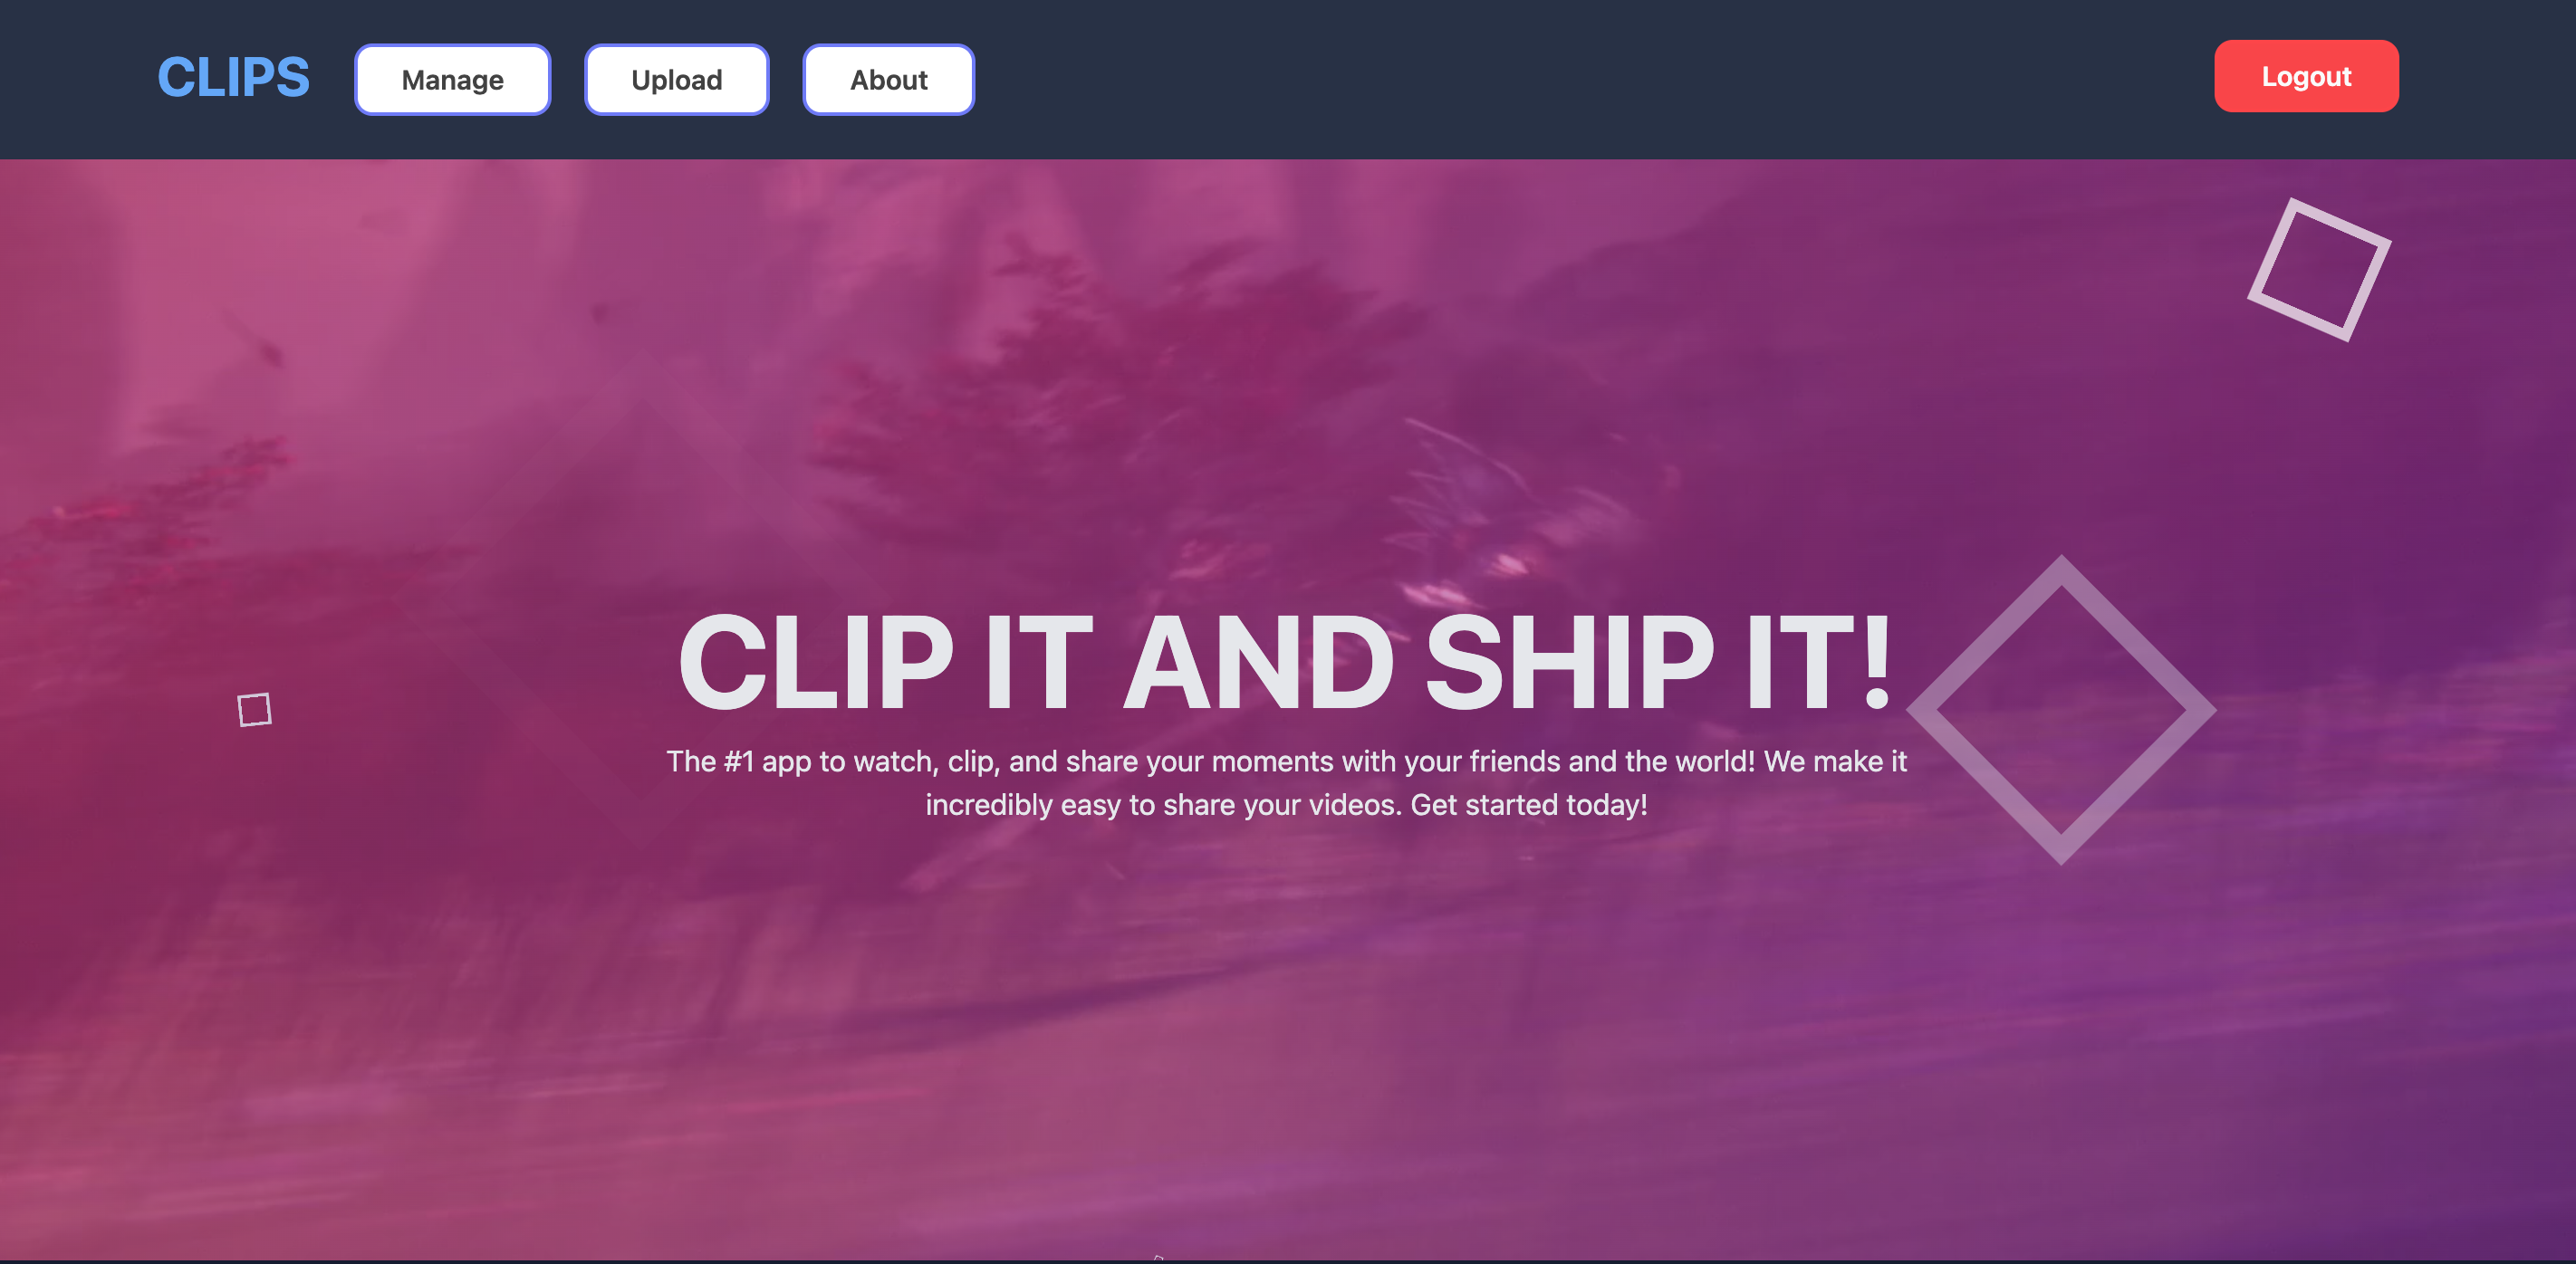 CLIPS
Manage
Upload
About
Logout
CLIP IT AND SHIP IT!
The #1 app to watch, clip, and share your moments with your friends and the world! We make it
incredibly easy to share your videos. Get started today!